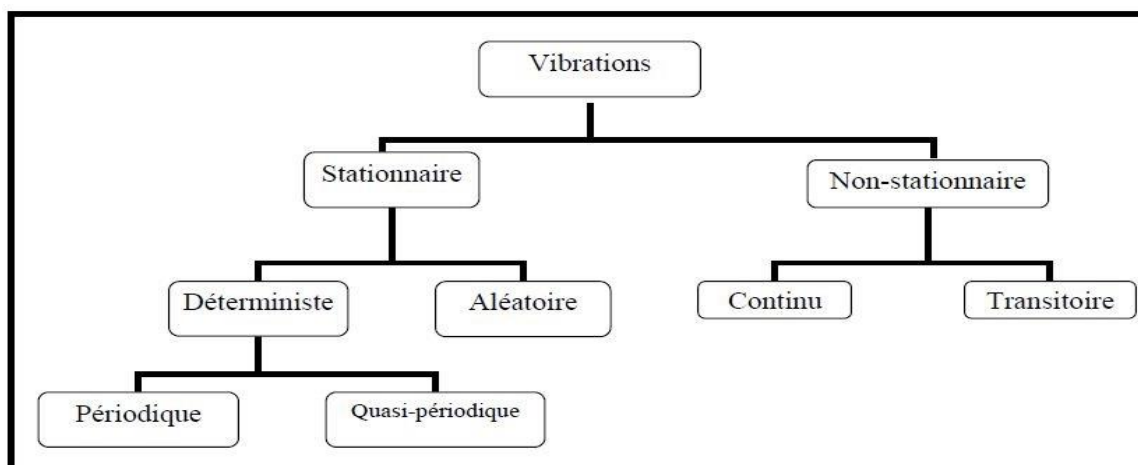 Vibrations
Stationnaire
Non-stationnaire
Déterministe
Aléatoire
Continu
Transitoire
Périodique
Quasi-périodique